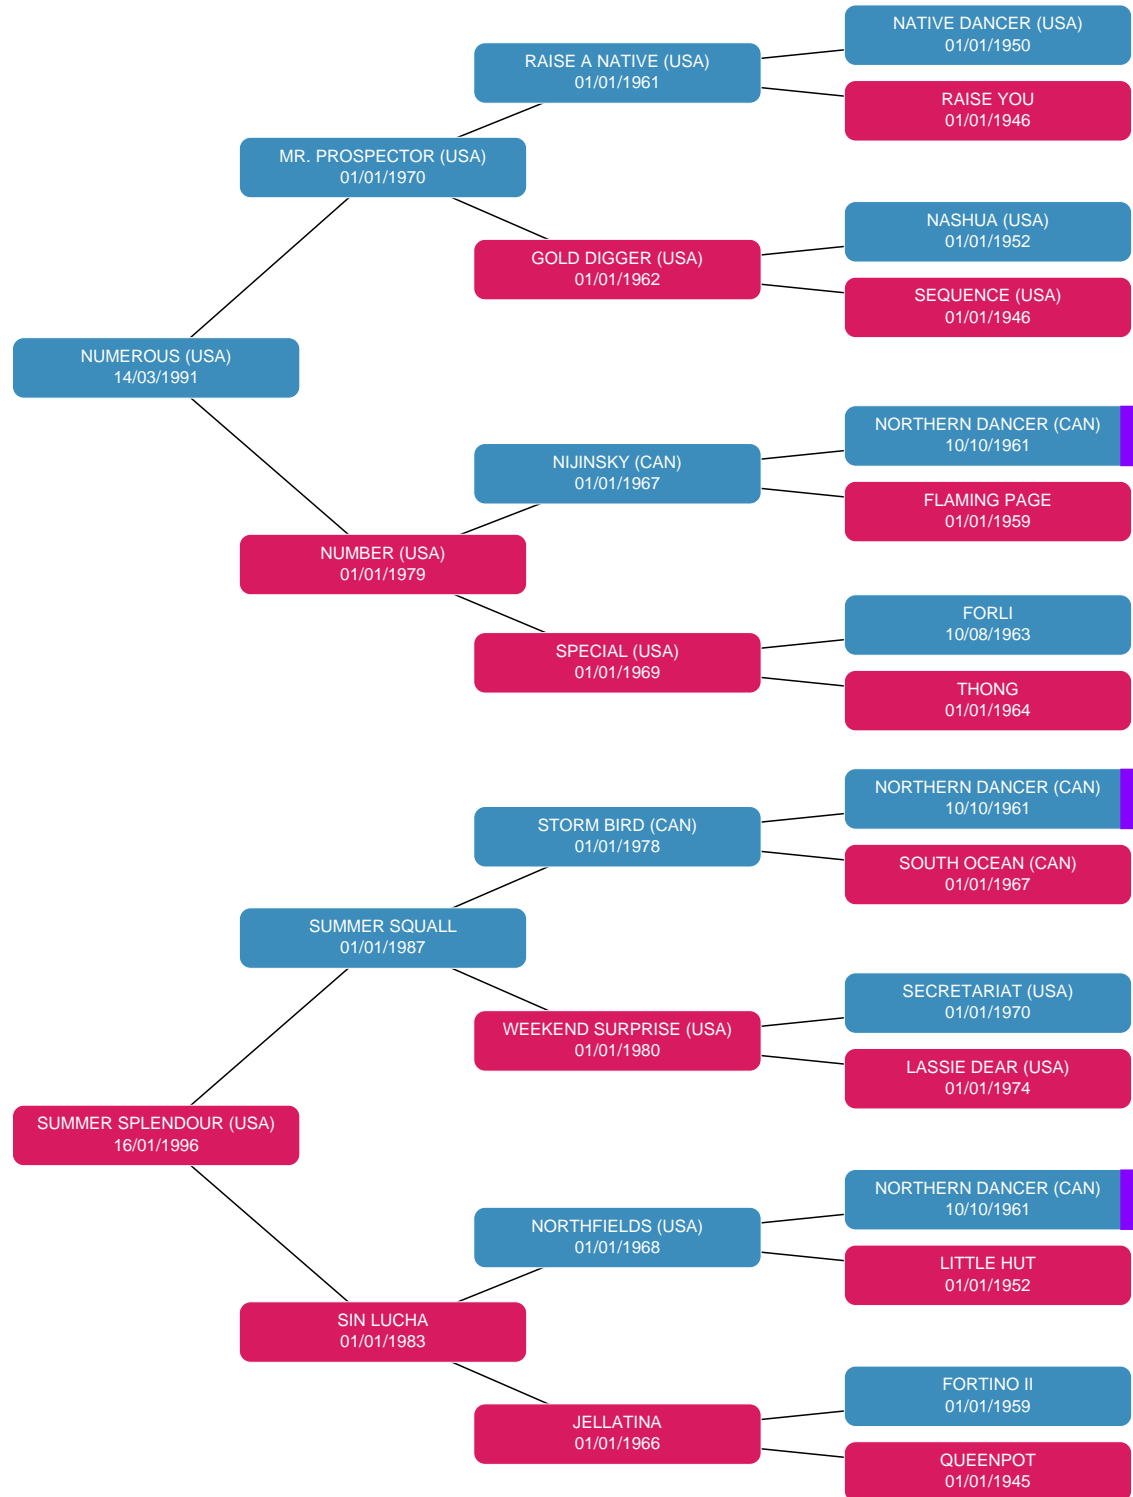 NATIVE DANCER (USA)
01/01/1950
RAISE A NATIVE (USA)
01/01/1961
RAISE YOU
01/01/1946
MR. PROSPECTOR (USA)
01/01/1970
NASHUA (USA)
01/01/1952
GOLD DIGGER (USA)
01/01/1962
SEQUENCE (USA)
01/01/1946
NUMEROUS (USA)
14/03/1991
NORTHERN DANCER (CAN)
10/10/1961
NIJINSKY (CAN)
01/01/1967
FLAMING PAGE
01/01/1959
NUMBER (USA)
01/01/1979
FORLI
10/08/1963
SPECIAL (USA)
01/01/1969
THONG
01/01/1964
NORTHERN DANCER (CAN)
10/10/1961
STORM BIRD (CAN)
01/01/1978
SOUTH OCEAN (CAN)
01/01/1967
SUMMER SQUALL
01/01/1987
SECRETARIAT (USA)
01/01/1970
WEEKEND SURPRISE (USA)
01/01/1980
LASSIE DEAR (USA)
01/01/1974
SUMMER SPLENDOUR (USA)
16/01/1996
NORTHERN DANCER (CAN)
10/10/1961
NORTHFIELDS (USA)
01/01/1968
LITTLE HUT
01/01/1952
SIN LUCHA
01/01/1983
FORTINO II
01/01/1959
JELLATINA
01/01/1966
QUEENPOT
01/01/1945